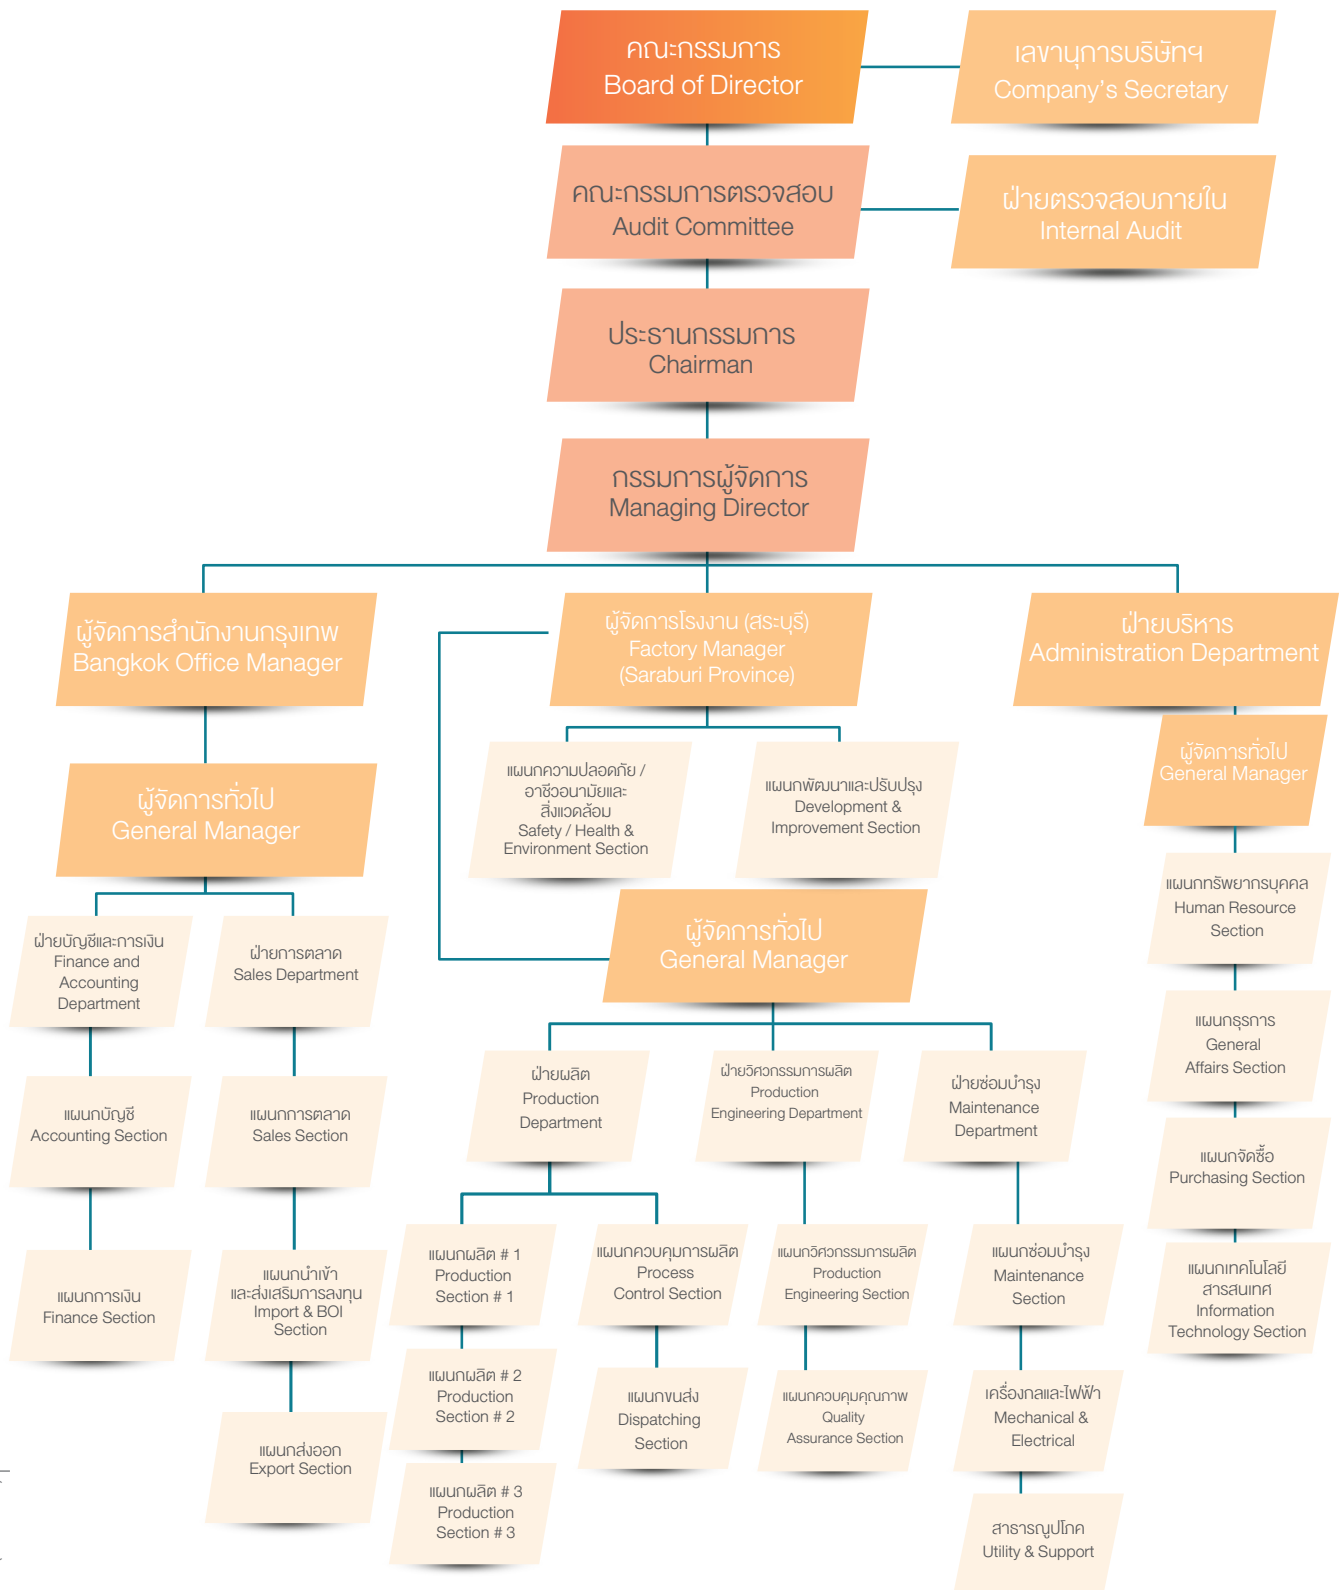 คณะกรรมการ
Board of Director
เลขานุการบริษัทฯ
Company's Secretary
คณะกรรมการตรวจสอบ
Audit Committee
ฝ่ายตรวจสอบภายใน
Internal Audit
ประธานกรรมการ
Chairman
กรรมการผู้จัดการ
Managing Director
ผู้จัดการสำนักงานกรุงเทพ
Bangkok Office Manager
ผู้จัดการโรงงาน (สระบุรี)
Factory Manager
(Saraburi Province)
ฝ่ายบริหาร
Administration Department
ผู้จัดการทั่วไป
General Manager
แผนกความปลอดภัย /
อาชีวอนามัยและ
สิ่งแวดล้อม
Safety / Health &
Environment Section
แผนกพัฒนาและปรับปรุง
Development &
Improvement Section
ผู้จัดการทั่วไป
General Manager
แผนกทรัพยากรบุคคล
Human Resource
Section
ฝ่ายบัญชีและการเงิน
Finance and
Accounting
Department
ฝ่ายการตลาด
Sales Department
ผู้จัดการทั่วไป
General Manager
แผนกธุรการ
General
Affairs Section
ฝ่ายผลิต
Production
Department
ฝ่ายวิศวกรรมการผลิต
Production
Engineering Department
ฝ่ายซ่อมบำรุง
Maintenance
Department
แผนกบัญชี
Accounting Section
แผนกการตลาด
Sales Section
แผนกจัดซื้อ
Purchasing Section
แผนกการเงิน
Finance Section
แผนกนำเข้า
และส่งเสริมการลงทุน
Import & BOI
Section
แผนกผลิต # 1
Production
Section # 1
แผนกควบคุมการผลิต
Process
Control Section
แผนกวิศวกรรมการผลิต
Production
Engineering Section
แผนกซ่อมบำรุง
Maintenance
Section
แผนกเทคโนโลยี
สารสนเทศ
Information
Technology Section
แผนกผลิต # 2
Production
Section # 2
แผนกขนส่ง
Dispatching
Section
แผนกควบคุมคุณภาพ
Quality
Assurance Section
เครื่องกลและไฟฟ้า
Mechanical &
Electrical
แผนกส่งออก
Export Section
แผนกผลิต # 3
Production
Section # 3
สาธารณูปโภค
Utility & Support